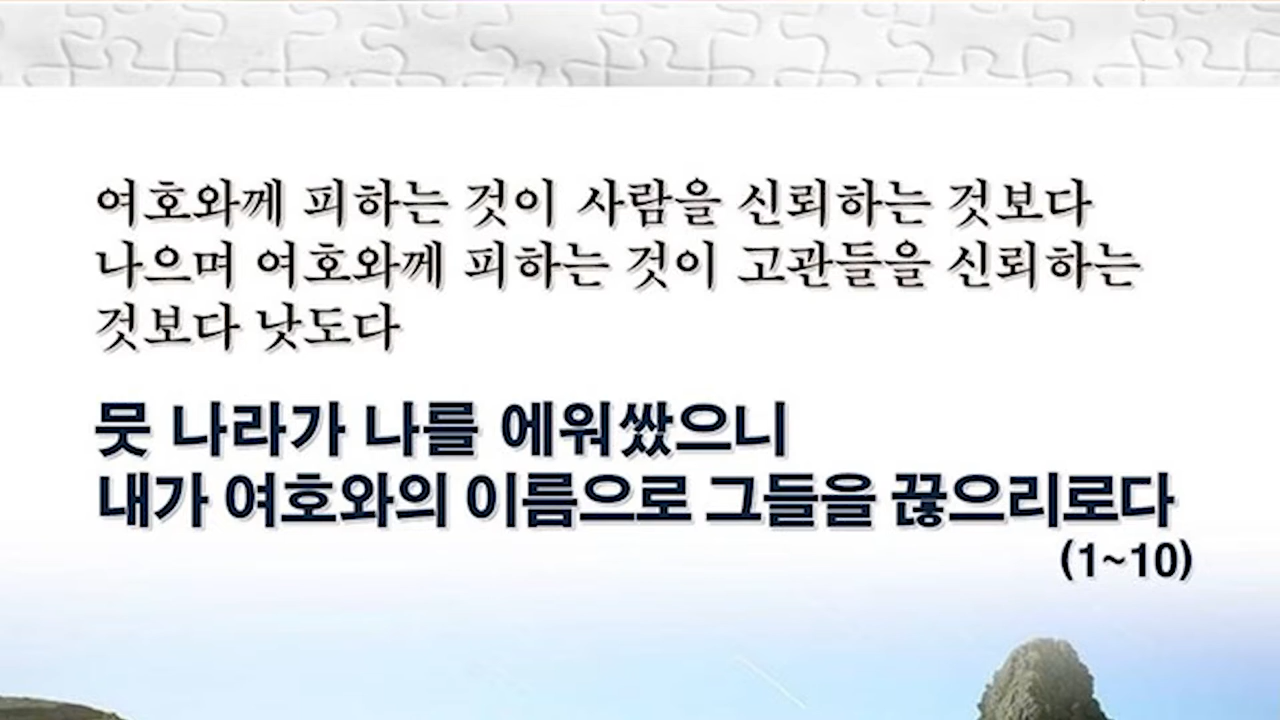 여호와께 피하는 것이 사람을 신뢰하는 것보다
나으며 여호와께 피하는 것이 고관들을 신뢰하는
것보다 낫도다
뭇 나라가 나를 에워쌌으니
내가 여호와의 이름으로 그들을 끊으리로다
(1~10)